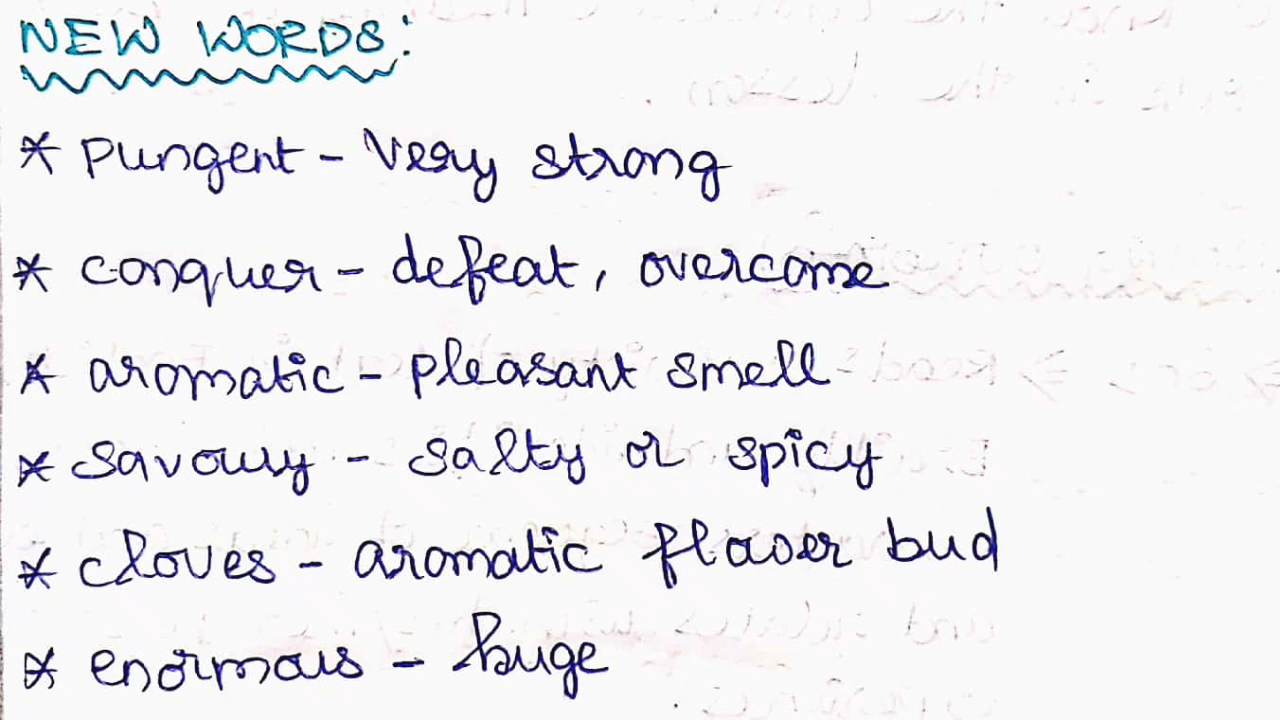 NEW WORDS:
* Pungent - Very strong
* conquer - defeat, overcome
* aromatic - pleasant smell
* Savoury - salty or spicy
* cloves - aromatic flower bud
* enormous - huge